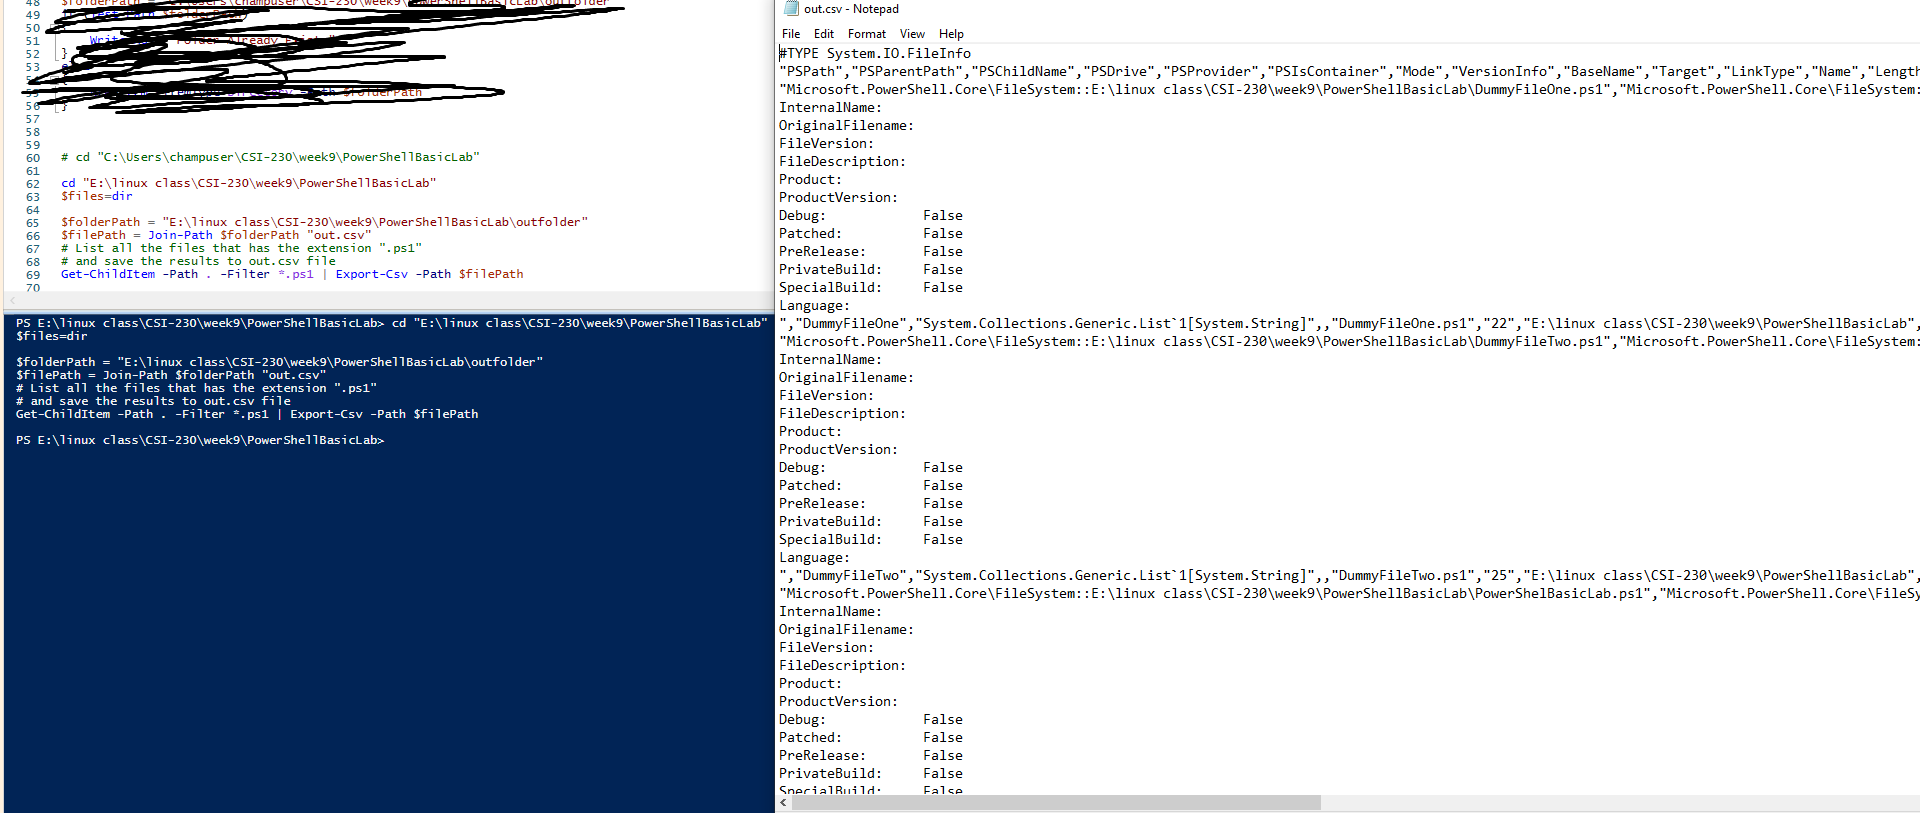 48 $folderPath = "C:\Users\champuser\CSI-230\week9\PowerShellBasicLab\outfolder"
49 $folderPath)
50
51 Write Folder Already Exist
52 }
53
55 -Path $folderPath
56 }
57
58
59
60 # cd "C:\Users\champuser\CSI-230\week9\PowerShellBasicLab"
61
62 cd "E:\linux class\CSI-230\week9\PowerShellBasicLab"
63 $files=dir
64
65 $folderPath = "E:\linux class\CSI-230\week9\PowerShellBasicLab\outfolder"
66 $filePath = Join-Path $folderPath "out.csv"
67 # List all the files that has the extension ".ps1"
68 # and save the results to out.csv file
69 Get-ChildItem -Path . -Filter *.ps1 | Export-Csv -Path $filePath
70
PS E:\linux class\CSI-230\week9\PowerShellBasicLab> cd "E:\linux class\CSI-230\week9\PowerShellBasicLab"
$files=dir
$folderPath = "E:\linux class\CSI-230\week9\PowerShellBasicLab\outfolder"
$filePath = Join-Path $folderPath "out.csv"
# List all the files that has the extension ".ps1"
# and save the results to out.csv file
Get-ChildItem -Path . -Filter *.ps1 | Export-Csv -Path $filePath
PS E:\linux class\CSI-230\week9\PowerShellBasicLab>
out.csv - Notepad
File Edit Format View Help
#TYPE System.IO.FileInfo
"PSPath","PSParentPath","PSChildName","PSDrive","PSProvider","PSIsContainer","Mode","VersionInfo","BaseName","Target","LinkType","Name","Length
"Microsoft.PowerShell.Core\FileSystem::E:\linux class\CSI-230\week9\PowerShellBasicLab\DummyFileOne.ps1","Microsoft.PowerShell.Core\FileSystem:
InternalName:
OriginalFilename:
FileVersion:
FileDescription:
Product:
ProductVersion:
Debug: False
Patched: False
PreRelease: False
PrivateBuild: False
SpecialBuild: False
Language:
","DummyFileOne","System.Collections.Generic.List`1[System.String]",,"DummyFileOne.ps1","22","E:\linux class\CSI-230\week9\PowerShellBasicLab",
"Microsoft.PowerShell.Core\FileSystem::E:\linux class\CSI-230\week9\PowerShellBasicLab\DummyFileTwo.ps1","Microsoft.PowerShell.Core\FileSystem:
InternalName:
OriginalFilename:
FileVersion:
FileDescription:
Product:
ProductVersion:
Debug: False
Patched: False
PreRelease: False
PrivateBuild: False
SpecialBuild: False
Language:
","DummyFileTwo","System.Collections.Generic.List`1[System.String]",,"DummyFileTwo.ps1","25","E:\linux class\CSI-230\week9\PowerShellBasicLab",
"Microsoft.PowerShell.Core\FileSystem::E:\linux class\CSI-230\week9\PowerShellBasicLab\PowerShelBasicLab.ps1","Microsoft.PowerShell.Core\FileSy
InternalName:
OriginalFilename:
FileVersion:
FileDescription:
Product:
ProductVersion:
Debug: False
Patched: False
PreRelease: False
PrivateBuild: False
SpecialBuild: False